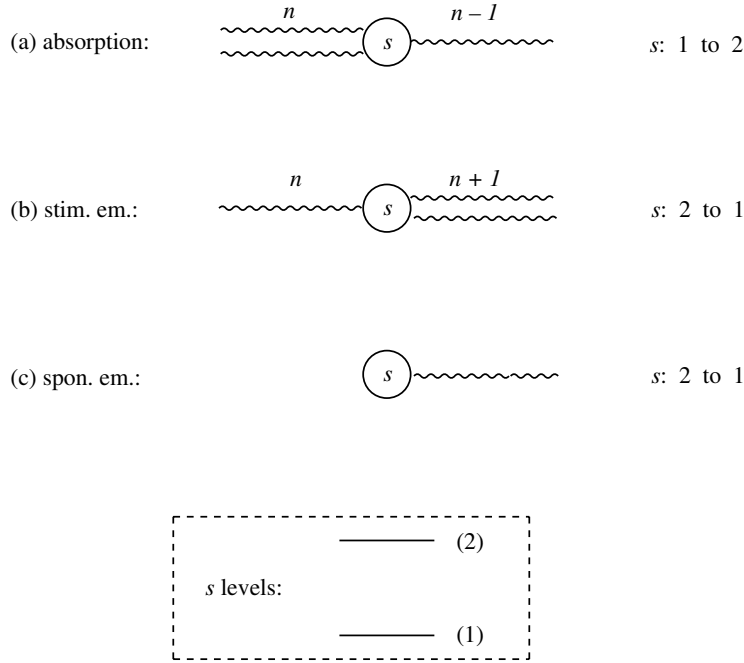 n n – 1
(a) absorption: s s: 1 to 2
n n + 1
(b) stim. em.: s s: 2 to 1
(c) spon. em.: s s: 2 to 1
(2)
s levels:
(1)